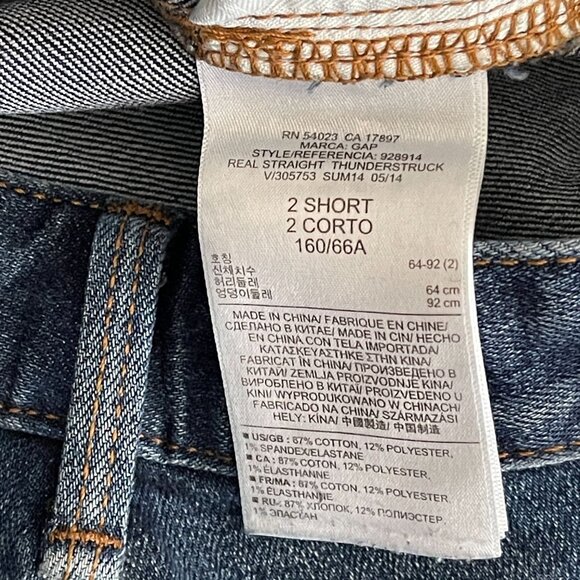 RN 54023 CA 17897
MARCA: GAP
STYLE/REFERENCIA: 928914
REAL STRAIGHT THUNDERSTRUCK
V/305753 SUM14 05/14
2 SHORT
2 CORTO
160/66A
호칭 64-92 (2)
신체치수
허리둘레 64 cm
엉덩이둘레 92 cm
MADE IN CHINA/ FABRIQUE EN CHINE/
СДЕЛАНО В КИТАЕ/ MADE IN CIN/ HECHO
EN CHINA CON TELA IMPORTADA/
ΚΑΤΑΣΚΕΥΑΣΤΗΚΕ ΣΤΗΝ ΚΙΝΑ/
FABRICAT ÎN CHINA/ ПРОИЗВЕДЕНО В
КИТАЙ/ ZEMLJA PROIZVODNJE KINA/
ВИРОБЛЕНО В КИТАЇ/ PROIZVEDENO U
KINI/ WYPRODUKOWANO W CHINACH/
FABRICADO NA CHINA/ SZÁRMAZÁSI
HELY: KÍNA/ 中國製造/ 中国制造
US/GB: 87% COTTON, 12% POLYESTER,
1% SPANDEX/ELASTANE
CA: 87% COTON, 12% POLYESTER,
1% ÉLASTHANNE
FR/MA: 87% COTON, 12% POLYESTER,
1% ÉLASTHANNE
RU: 87% ХЛОПОК, 12% ПОЛИЭСТЕР,
1% ЭЛАСТАН